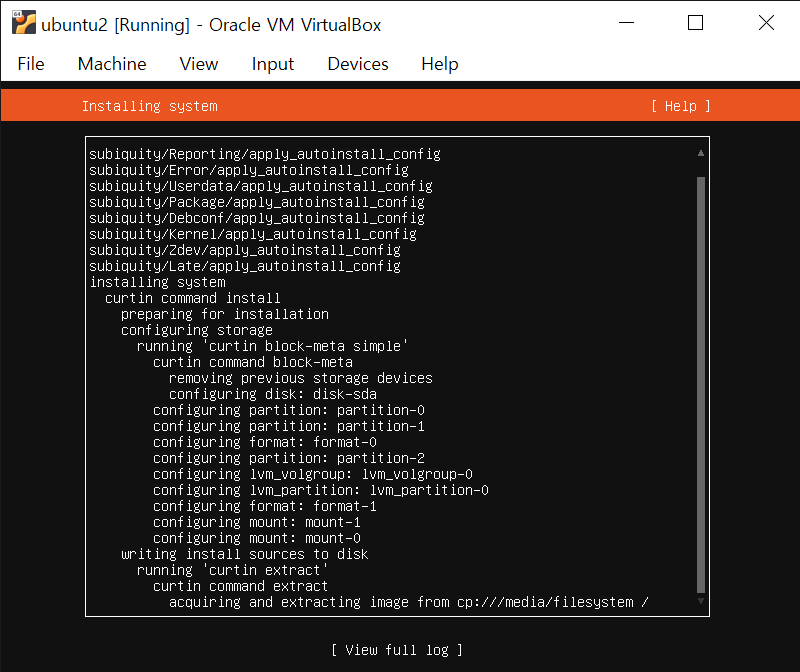 ubuntu2 [Running] - Oracle VM VirtualBox
File Machine View Input Devices Help
Installing system [ Help ]
subiquity/Reporting/apply_autoinstall_config
subiquity/Error/apply_autoinstall_config
subiquity/Userdata/apply_autoinstall_config
subiquity/Package/apply_autoinstall_config
subiquity/Debconf/apply_autoinstall_config
subiquity/Kernel/apply_autoinstall_config
subiquity/Zdev/apply_autoinstall_config
subiquity/Late/apply_autoinstall_config
installing system
curtin command install
preparing for installation
configuring storage
running 'curtin block-meta simple'
curtin command block-meta
removing previous storage devices
configuring disk: disk-sda
configuring partition: partition-0
configuring partition: partition-1
configuring format: format-0
configuring partition: partition-2
configuring lvm_volgroup: lvm_volgroup-0
configuring lvm_partition: lvm_partition-0
configuring format: format-1
configuring mount: mount-1
configuring mount: mount-0
writing install sources to disk
running 'curtin extract'
curtin command extract
acquiring and extracting image from cp:///media/filesystem /
[ View full log ]